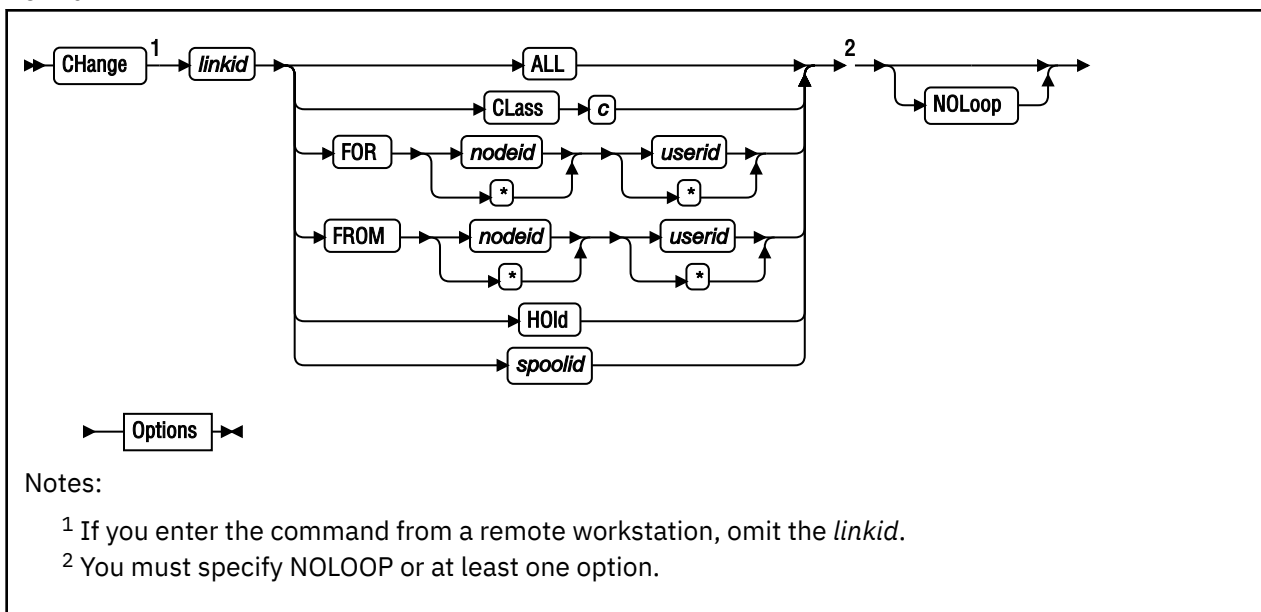 CHange 1 linkid ALL 2
NOLoop
CLass c
FOR nodeid userid
* *
FROM nodeid userid
* *
HOld
spoolid
Options
Notes:
1 If you enter the command from a remote workstation, omit the linkid.
2 You must specify NOLOOP or at least one option.